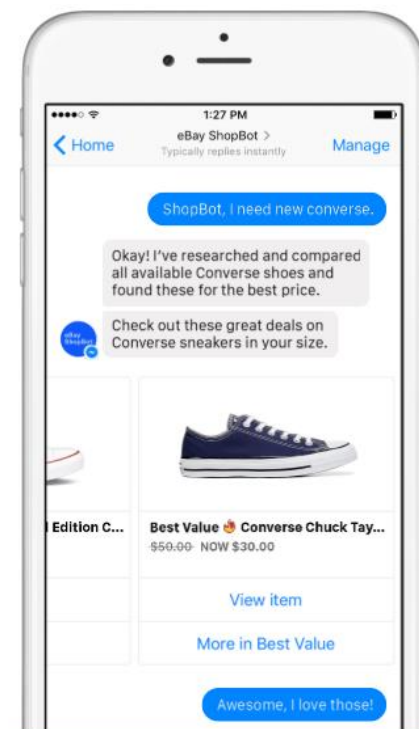 1:27 PM
Home
eBay ShopBot >
Typically replies instantly
Manage
ShopBot, I need new converse.
Okay! I've researched and compared
all available Converse shoes and
found these for the best price.
eBay
ShopBot
Check out these great deals on
Converse sneakers in your size.
l Edition C...
Best Value 🔥 Converse Chuck Tay...
$50.00 NOW $30.00
View item
More in Best Value
Awesome, I love those!